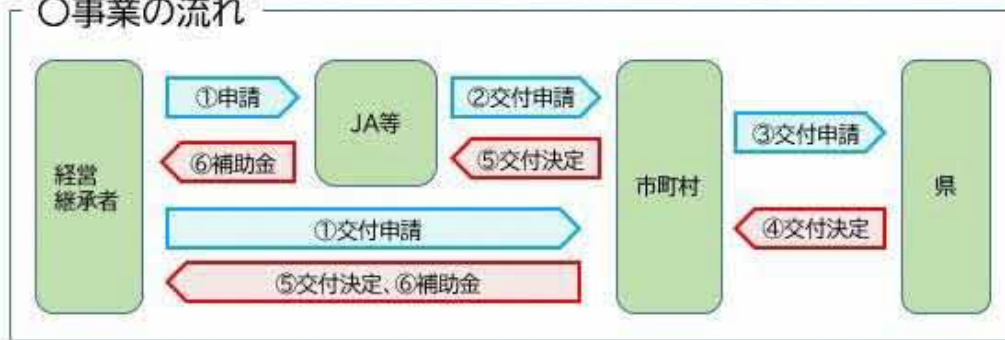 〇事業の流れ
経営
継承者
①申請
JA等
②交付申請
⑥補助金
⑤交付決定
①交付申請
⑤交付決定、⑥補助金
市町村
③交付申請
④交付決定
県